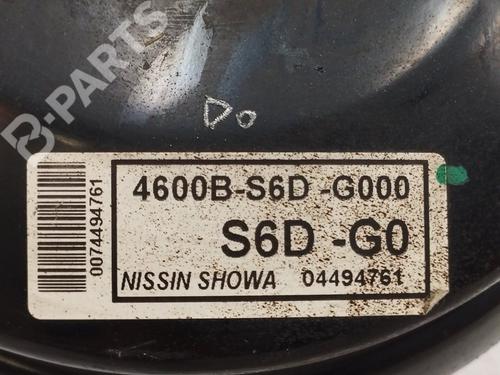 B-PARTS
Do
4600B-S6D -G000
S6D -G0
NISSIN SHOWA 04494761
0074494761